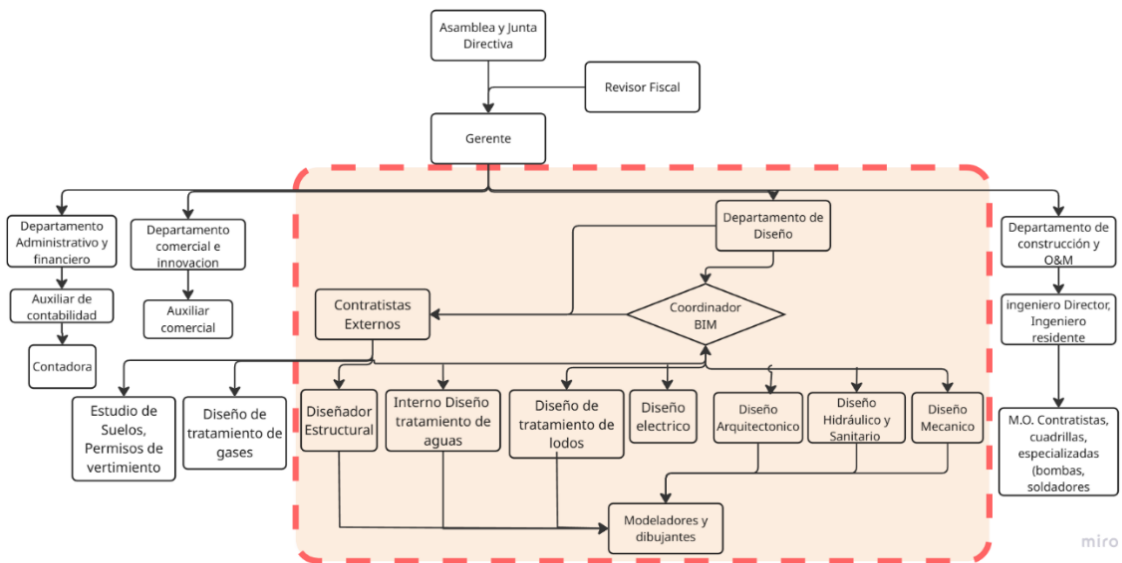 Asamblea y Junta
Directiva
Revisor Fiscal
Gerente
Departamento
Administrativo y
financiero
Departamento
comercial e
innovacion
Departamento de
Diseño
Departamento de
construcción y
O&M
Auxiliar de
contabilidad
Auxiliar
comercial
Contratistas
Externos
Coordinador
BIM
ingeniero Director,
Ingeniero
residente
Contadora
Estudio de
Suelos,
Permisos de
vertimiento
Diseño de
tratamiento de
gases
Diseñador
Estructural
Interno Diseño
tratamiento de
aguas
Diseño de
tratamiento de
lodos
Diseño
electrico
Diseño
Arquitectonico
Diseño
Hidráulico y
Sanitario
Diseño
Mecanico
M.O. Contratistas,
cuadrillas,
especializadas
(bombas,
soldadores
Modeladores y
dibujantes
miro